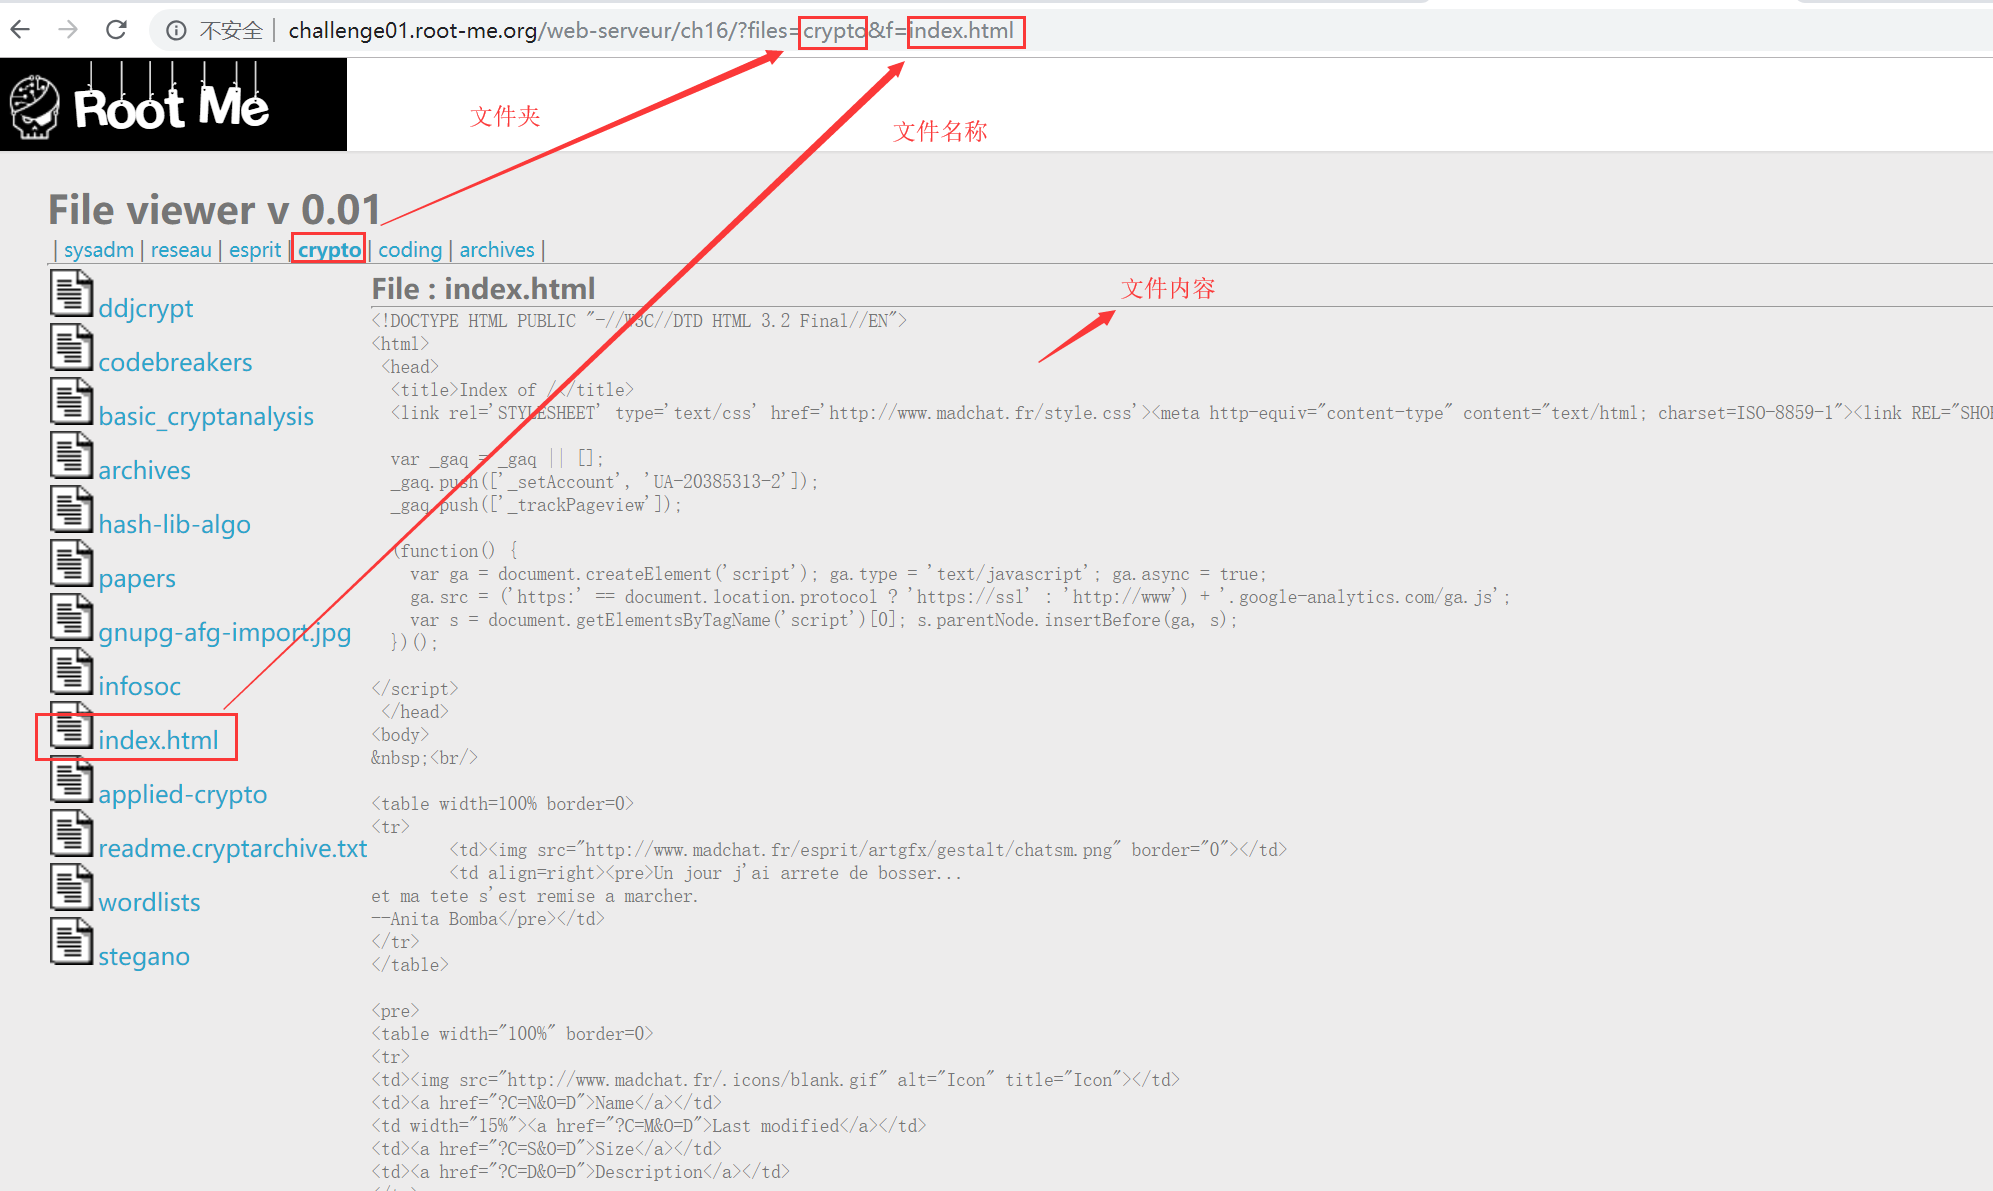 不安全 | challenge01.root-me.org/web-serveur/ch16/?files=crypto&f=index.html
Root Me
文件夹
文件名称
File viewer v 0.01
| sysadm | reseau | esprit | crypto | coding | archives |
ddjcrypt
codebreakers
basic_cryptanalysis
archives
hash-lib-algo
papers
gnupg-afg-import.jpg
infosoc
index.html
applied-crypto
readme.cryptarchive.txt
wordlists
stegano
File : index.html
文件内容
<!DOCTYPE HTML PUBLIC "-//W3C//DTD HTML 3.2 Final//EN">
<html>
 <head>
  <title>Index of /</title>
  <link rel='STYLESHEET' type='text/css' href='http://www.madchat.fr/style.css'><meta http-equiv="content-type" content="text/html; charset=ISO-8859-1"><link REL="SHO
  var _gaq = _gaq || [];
  _gaq.push(['_setAccount', 'UA-20385313-2']);
  _gaq.push(['_trackPageview']);
  (function() {
    var ga = document.createElement('script'); ga.type = 'text/javascript'; ga.async = true;
    ga.src = ('https:' == document.location.protocol ? 'https://ssl' : 'http://www') + '.google-analytics.com/ga.js';
    var s = document.getElementsByTagName('script')[0]; s.parentNode.insertBefore(ga, s);
  })();
</script>
 </head>
<body>
&nbsp;<br/>
<table width=100% border=0>
<tr>
        <td><img src="http://www.madchat.fr/esprit/artgfx/gestalt/chatsm.png" border="0"></td>
        <td align=right><pre>Un jour j'ai arrete de bosser...
et ma tete s'est remise a marcher.
--Anita Bomba</pre></td>
</tr>
</table>
<pre>
<table width="100%" border=0>
<tr>
<td><img src="http://www.madchat.fr/.icons/blank.gif" alt="Icon" title="Icon"></td>
<td><a href="?C=N&O=D">Name</a></td>
<td width="15%"><a href="?C=M&O=D">Last modified</a></td>
<td><a href="?C=S&O=D">Size</a></td>
<td><a href="?C=D&O=D">Description</a></td>